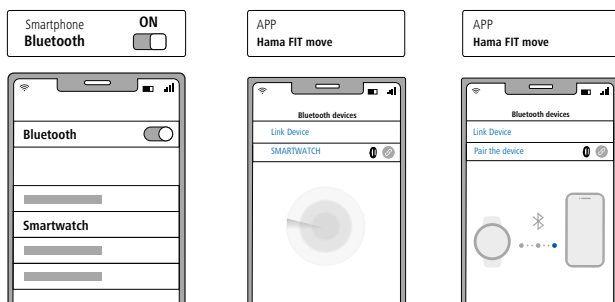 Smartphone
Bluetooth
ON
Bluetooth
Smartwatch
APP
Hama FIT move
Bluetooth devices
Link Device
SMARTWATCH
APP
Hama FIT move
Bluetooth devices
Link Device
Pair the device